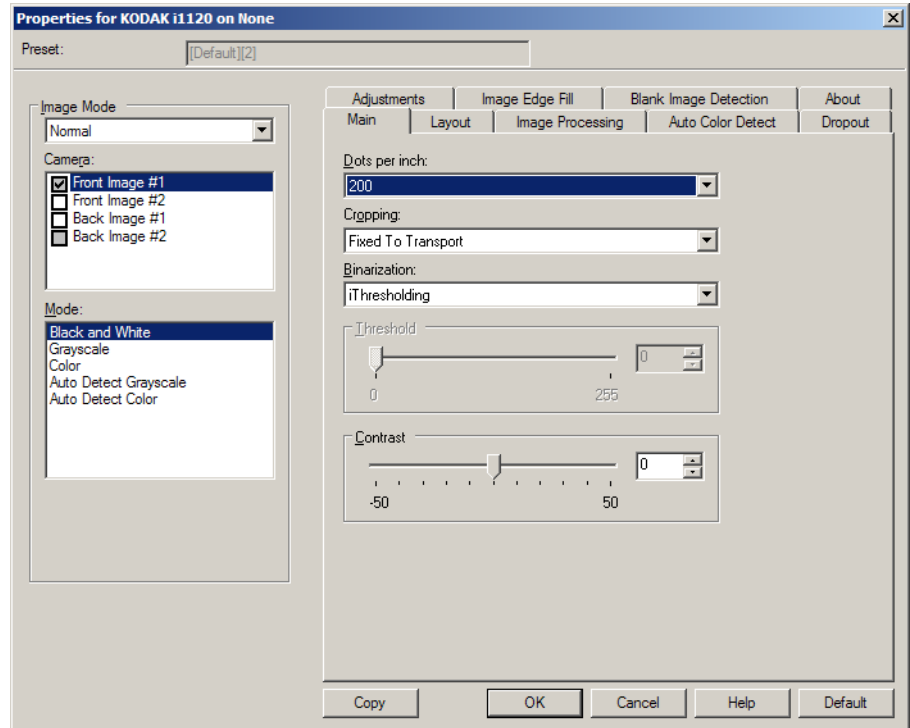 Properties for KODAK i1120 on None
Preset:
[Default][2]
Image Mode
Normal
Camera:
Front Image #1
Front Image #2
Back Image #1
Back Image #2
Mode:
Black and White
Grayscale
Color
Auto Detect Grayscale
Auto Detect Color
Adjustments
Image Edge Fill
Blank Image Detection
About
Main
Layout
Image Processing
Auto Color Detect
Dropout
Dots per inch:
200
Cropping:
Fixed To Transport
Binarization:
iThresholding
Threshold
0
0
255
Contrast
0
-50
50
Copy
OK
Cancel
Help
Default